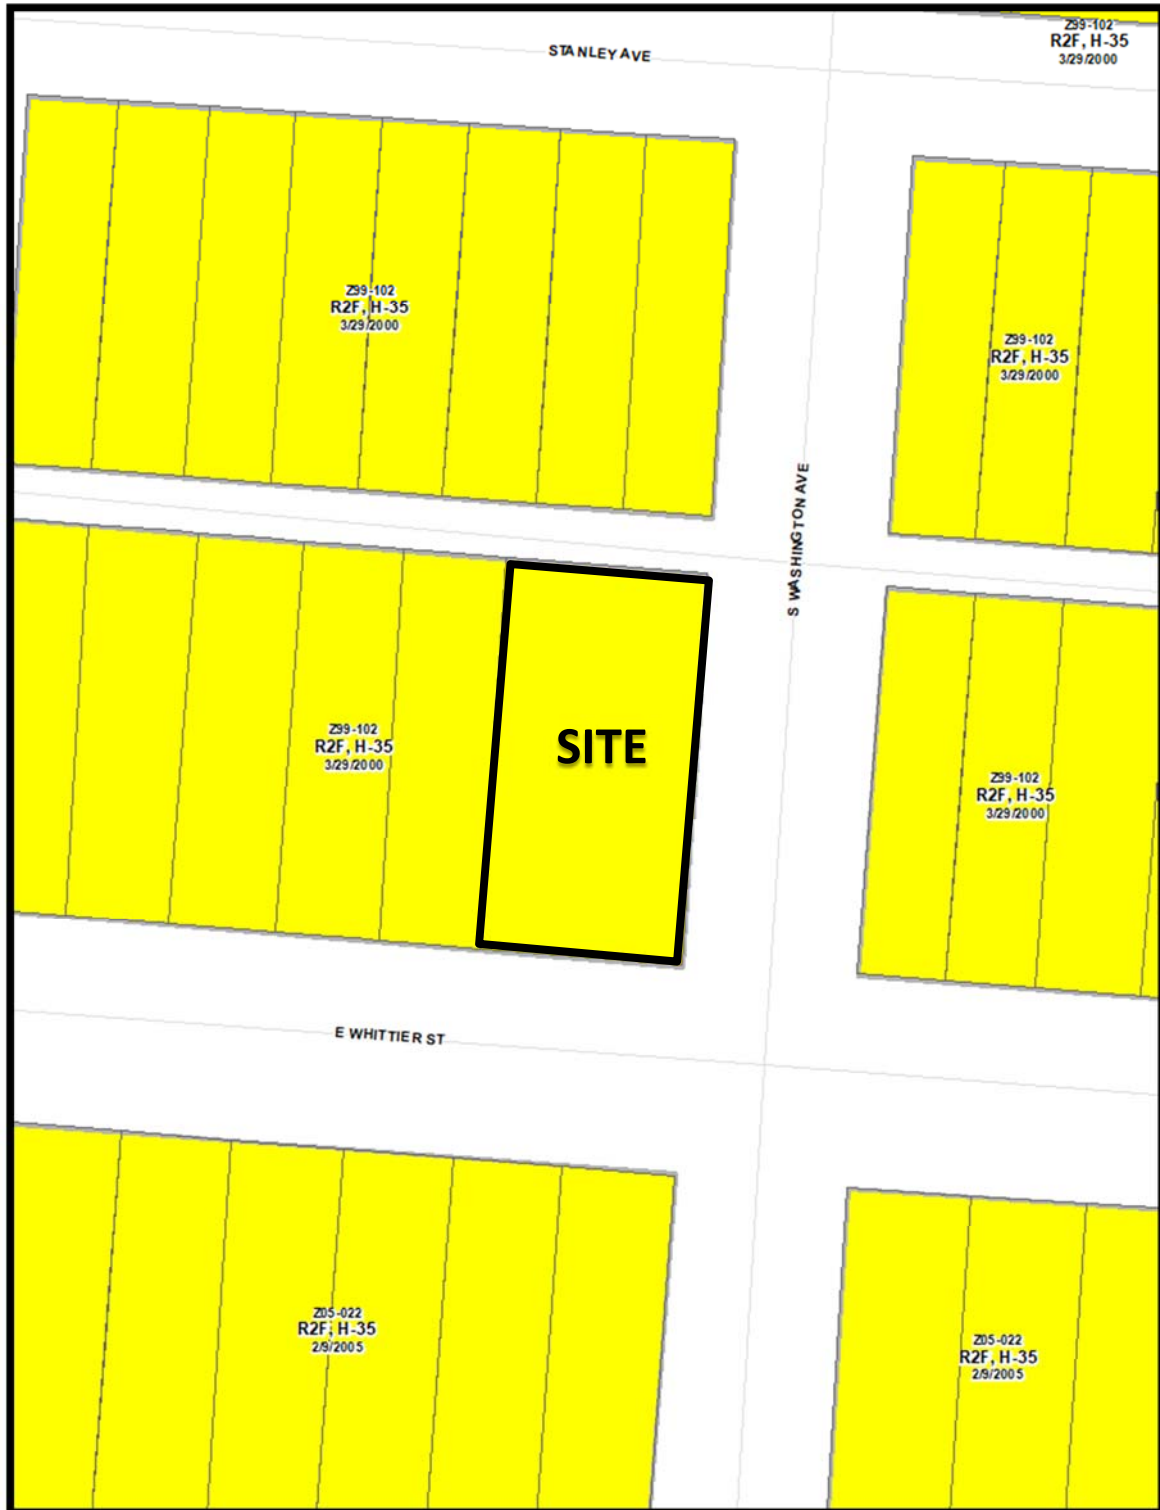 Z99-102
R2F, H-35
3/29/2000
STANLEY AVE
Z99-102
R2F, H-35
3/29/2000
Z99-102
R2F, H-35
3/29/2000
S WASHINGTON AVE
Z99-102
R2F, H-35
3/29/2000
SITE
Z99-102
R2F, H-35
3/29/2000
E WHITTIER ST
Z05-022
R2F, H-35
2/9/2005
Z05-022
R2F, H-35
2/9/2005